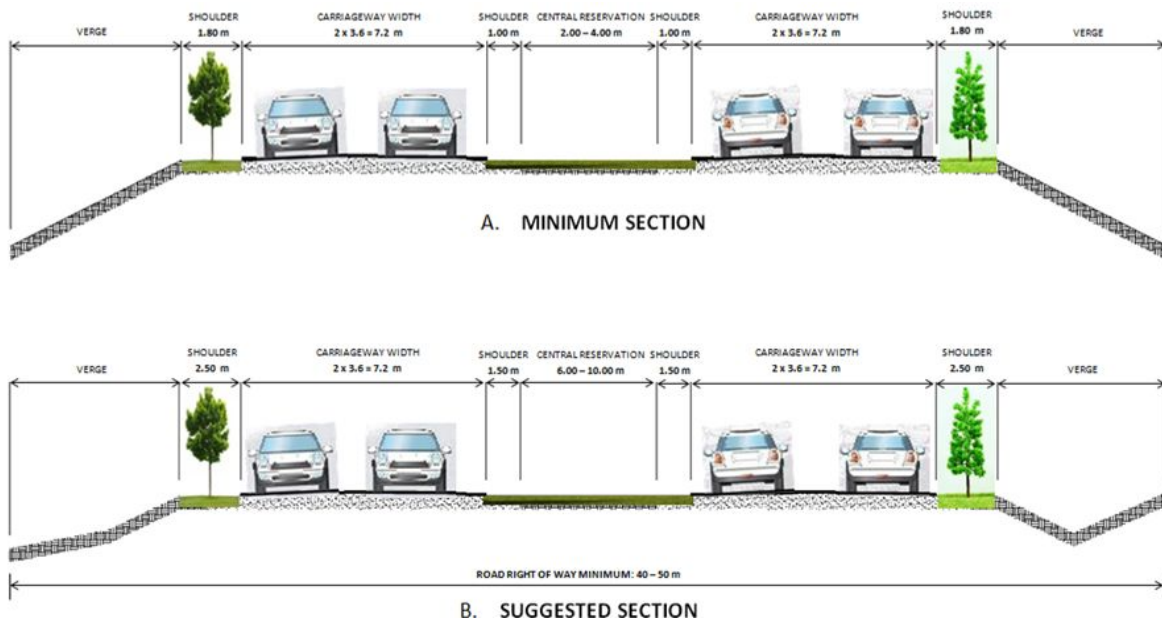 SHOULDER CARRIAGEWAY WIDTH SHOULDER CENTRAL RESERVATION SHOULDER CARRIAGEWAY WIDTH SHOULDER
VERGE 1.80 m 2 x 3.6 = 7.2 m 1.00 m 2.00 – 4.00 m 1.00 m 2 x 3.6 = 7.2 m 1.80 m VERGE
A. MINIMUM SECTION
SHOULDER CARRIAGEWAY WIDTH SHOULDER CENTRAL RESERVATION SHOULDER CARRIAGEWAY WIDTH SHOULDER
VERGE 2.50 m 2 x 3.6 = 7.2 m 1.50 m 6.00 – 10.00 m 1.50 m 2 x 3.6 = 7.2 m 2.50 m VERGE
ROAD RIGHT OF WAY MINIMUM: 40 – 50 m
B. SUGGESTED SECTION